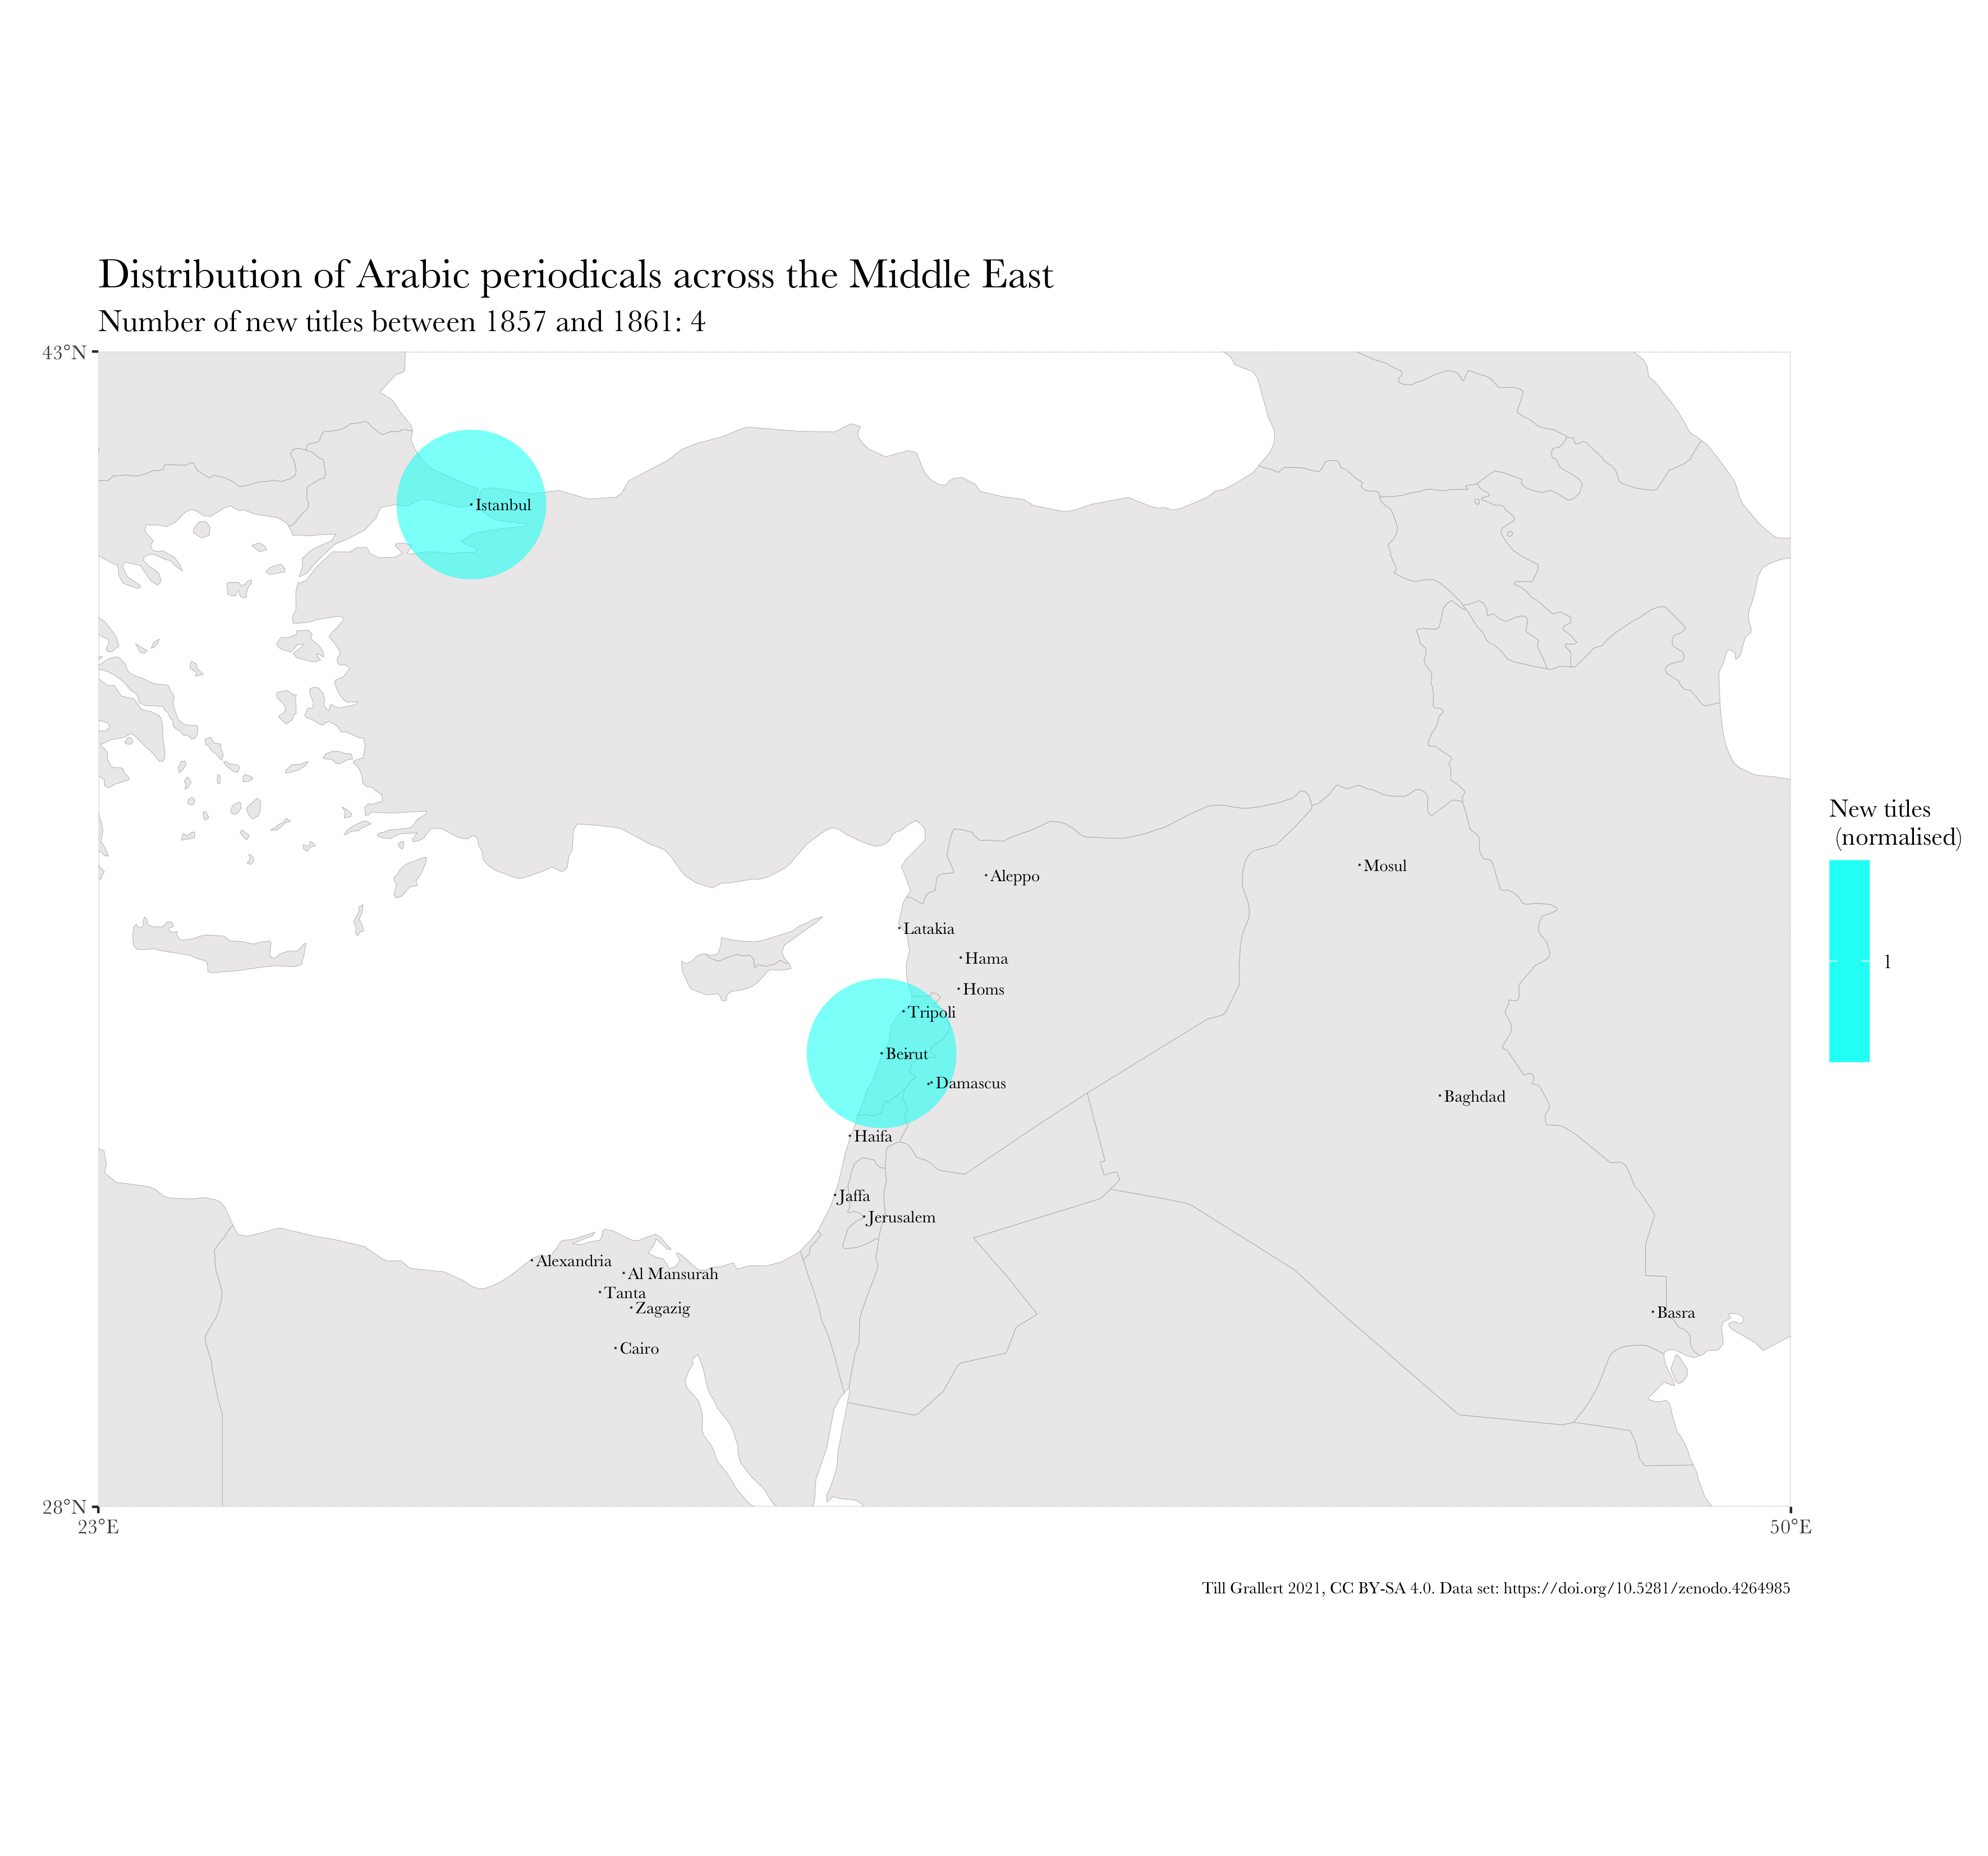 Distribution of Arabic periodicals across the Middle East
Number of new titles between 1857 and 1861: 4
43°N
Istanbul
New titles
(normalised)
1
Mosul
Aleppo
Latakia
Hama
Homs
Tripoli
Beirut
Damascus
Baghdad
Haifa
Jaffa
Jerusalem
Alexandria
Al Mansurah
Tanta
Zagazig
Basra
Cairo
28°N
23°E
50°E
Till Grallert 2021, CC BY-SA 4.0. Data set: https://doi.org/10.5281/zenodo.4264985